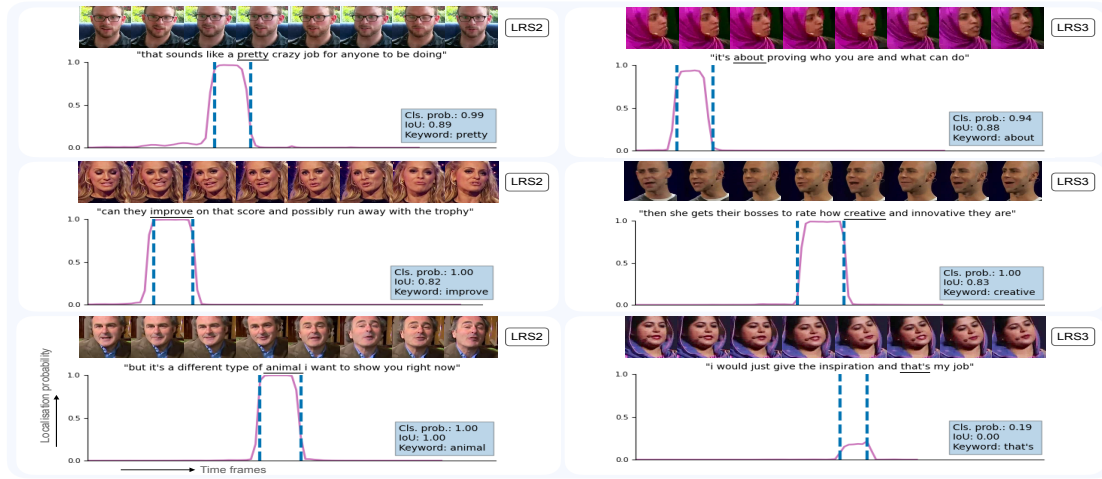 LRS2
"that sounds like a pretty crazy job for anyone to be doing"
1.0
0.5
0.0
Cls. prob.: 0.99
IoU: 0.89
Keyword: pretty
LRS3
"it's about proving who you are and what can do"
1.0
0.5
0.0
Cls. prob.: 0.94
IoU: 0.88
Keyword: about
LRS2
"can they improve on that score and possibly run away with the trophy"
1.0
0.5
0.0
Cls. prob.: 1.00
IoU: 0.82
Keyword: improve
LRS3
"then she gets their bosses to rate how creative and innovative they are"
1.0
0.5
0.0
Cls. prob.: 1.00
IoU: 0.83
Keyword: creative
LRS2
"but it's a different type of animal i want to show you right now"
1.0
0.5
0.0
Cls. prob.: 1.00
IoU: 1.00
Keyword: animal
Localisation probability
Time frames
LRS3
"i would just give the inspiration and that's my job"
1.0
0.5
0.0
Cls. prob.: 0.19
IoU: 0.00
Keyword: that's